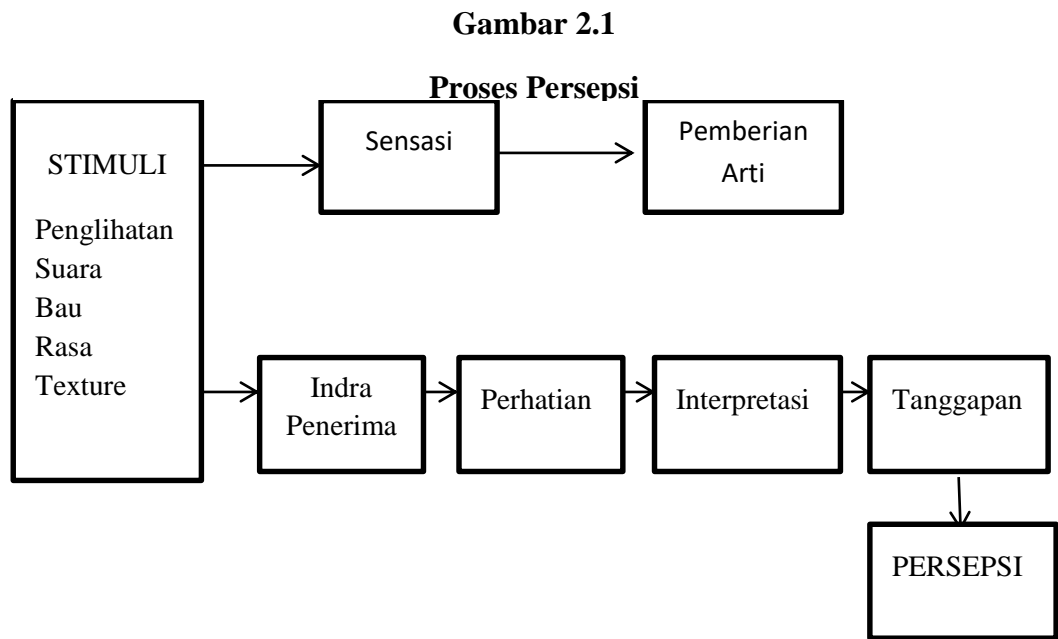 Gambar 2.1
Proses Persepsi
STIMULI
Penglihatan
Suara
Bau
Rasa
Texture
Sensasi
Pemberian
Arti
Indra
Penerima
Perhatian
Interpretasi
Tanggapan
PERSEPSI